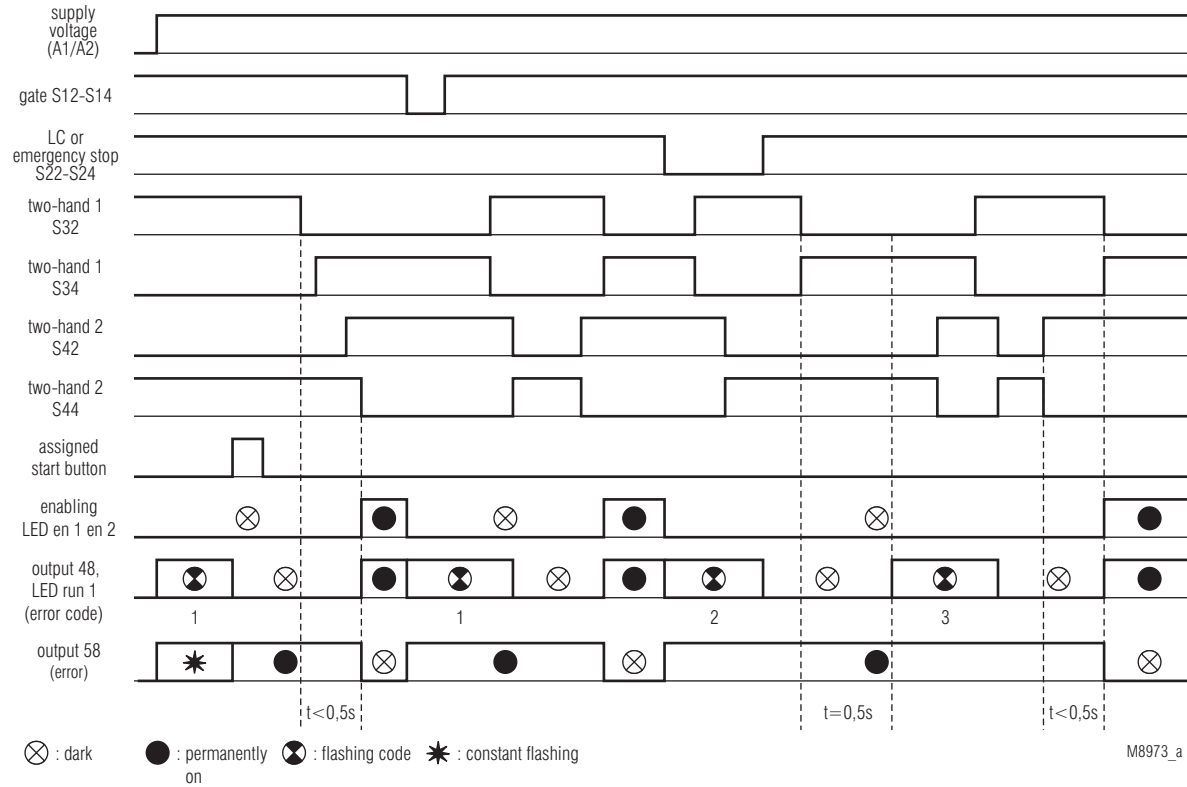 supply
voltage
(A1/A2)
gate S12-S14
LC or
emergency stop
S22-S24
two-hand 1
S32
two-hand 1
S34
two-hand 2
S42
two-hand 2
S44
assigned
start button
enabling
LED en 1 en 2
output 48,
LED run 1
(error code)
1
1
2
3
output 58
(error)
t<0,5s
t=0,5s
t<0,5s
: dark
: permanently
on
: flashing code
: constant flashing
M8973_a